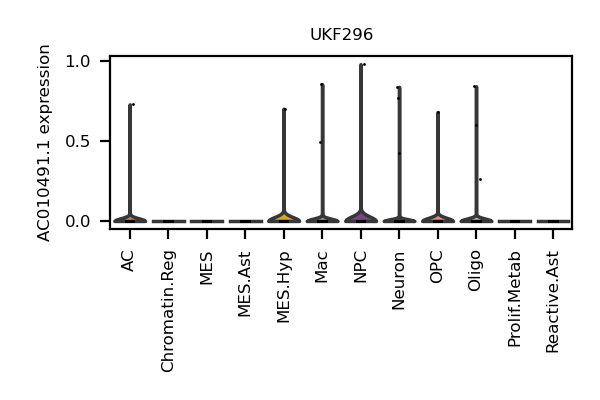 UKF296
AC010491.1 expression
1.0
0.5
0.0
AC
Chromatin.Reg
MES
MES.Ast
MES.Hyp
Mac
NPC
Neuron
OPC
Oligo
Prolif.Metab
Reactive.Ast